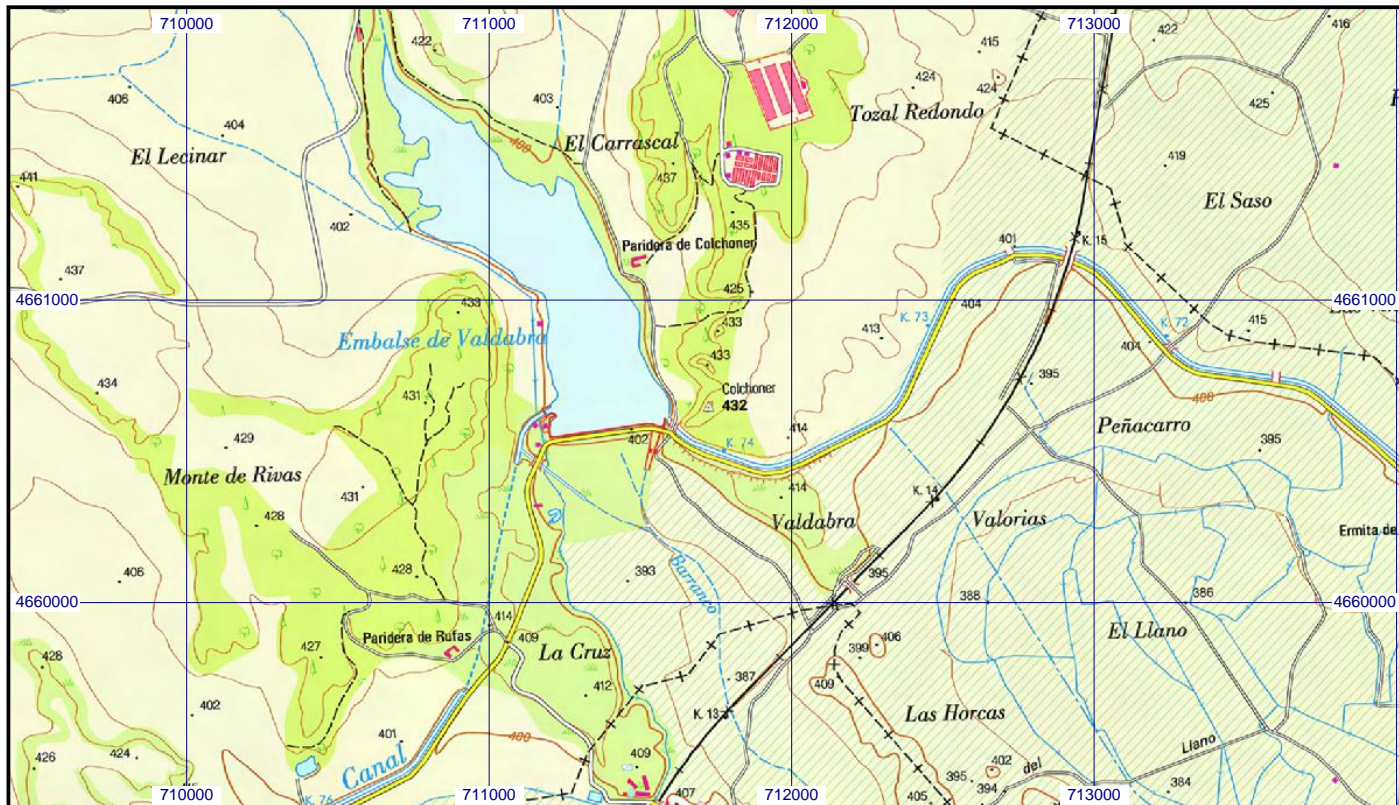 710000
711000
712000
713000
422
415
422
416
406
403
424
424
425
404
Tozal Redondo
El Lecinar
400
El Carrascal
419
441
437
402
435
El Saso
Paridera de Colchoner
401
K. 15
437
425
4661000
433
404
4661000
K. 73
K. 72
415
Embalse de Valdabra
433
413
404
433
434
431
Colchoner
432
395
400
402
414
Peñacarro
429
K. 74
395
Monte de Rivas
431
414
K. 14
428
Valdabra
Valorias
Ermita de
406
428
393
Barranco
395
388
386
4660000
4660000
414
409
Paridera de Rufas
La Cruz
406
El Llano
427
399
428
387
409
402
412
K. 13
Las Horcas
401
400
Llano
426
424
Canal
409
del
402
395
394
384
K. 76
407
405
710000
711000
712000
713000